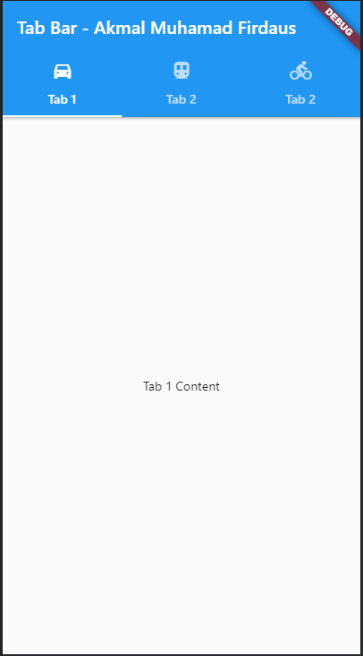 Tab Bar - Akmal Muhamad Firdaus
DEBUG
Tab 1
Tab 2
Tab 2
Tab 1 Content